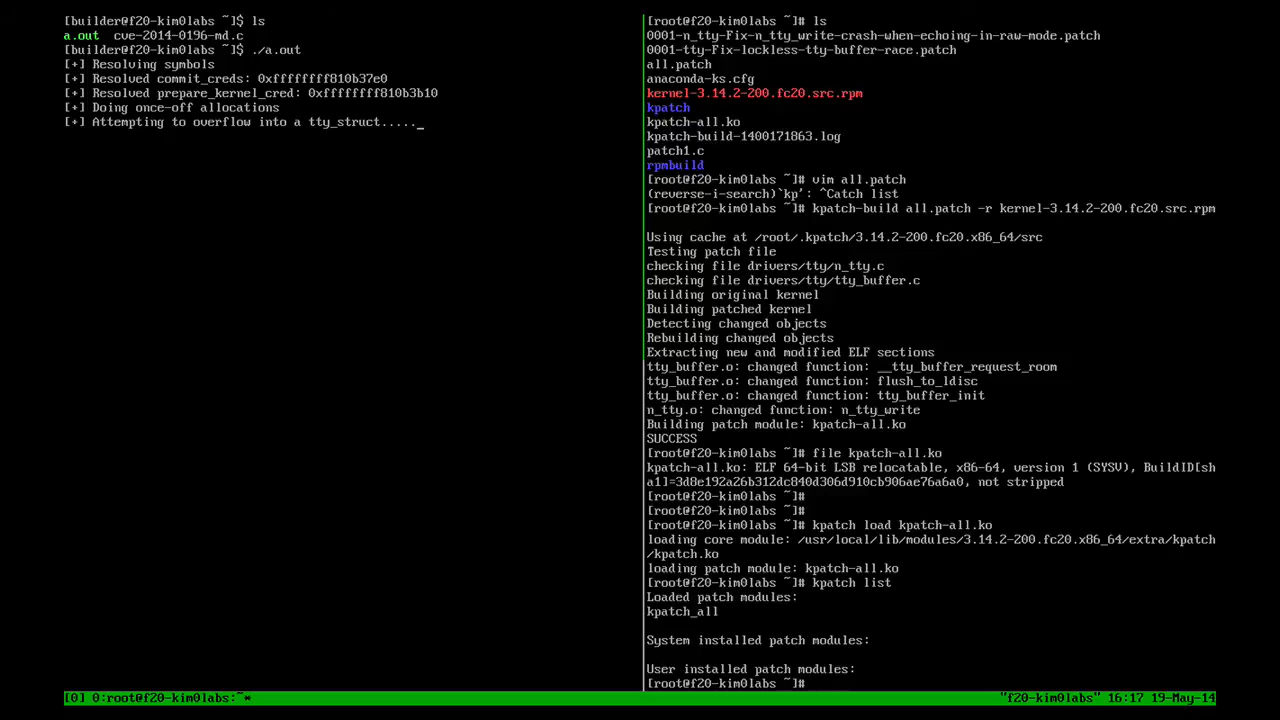 [builder@f20-kim0labs ~]$ ls
a.out  cve-2014-0196-md.c
[builder@f20-kim0labs ~]$ ./a.out
[+] Resolving symbols
[+] Resolved commit_creds: 0xffffffff810b37e0
[+] Resolved prepare_kernel_cred: 0xffffffff810b3b10
[+] Doing once-off allocations
[+] Attempting to overflow into a tty_struct....._
[root@f20-kim0labs ~]# ls
0001-n_tty-Fix-n_tty_write-crash-when-echoing-in-raw-mode.patch
0001-tty-Fix-lockless-tty-buffer-race.patch
all.patch
anaconda-ks.cfg
kernel-3.14.2-200.fc20.src.rpm
kpatch
kpatch-all.ko
kpatch-build-1400171863.log
patch1.c
rpmbuild
[root@f20-kim0labs ~]# vim all.patch
(reverse-i-search)`kp': ^Catch list
[root@f20-kim0labs ~]# kpatch-build all.patch -r kernel-3.14.2-200.fc20.src.rpm
Using cache at /root/.kpatch/3.14.2-200.fc20.x86_64/src
Testing patch file
checking file drivers/tty/n_tty.c
checking file drivers/tty/tty_buffer.c
Building original kernel
Building patched kernel
Detecting changed objects
Rebuilding changed objects
Extracting new and modified ELF sections
tty_buffer.o: changed function: __tty_buffer_request_room
tty_buffer.o: changed function: flush_to_ldisc
tty_buffer.o: changed function: tty_buffer_init
n_tty.o: changed function: n_tty_write
Building patch module: kpatch-all.ko
SUCCESS
[root@f20-kim0labs ~]# file kpatch-all.ko
kpatch-all.ko: ELF 64-bit LSB relocatable, x86-64, version 1 (SYSV), BuildID[sh
a1]=3d8e192a26b312dc840d306d910cb906ae76a6a0, not stripped
[root@f20-kim0labs ~]#
[root@f20-kim0labs ~]#
[root@f20-kim0labs ~]# kpatch load kpatch-all.ko
loading core module: /usr/local/lib/modules/3.14.2-200.fc20.x86_64/extra/kpatch
/kpatch.ko
loading patch module: kpatch-all.ko
[root@f20-kim0labs ~]# kpatch list
Loaded patch modules:
kpatch_all
System installed patch modules:
User installed patch modules:
[root@f20-kim0labs ~]#
[0] 0:root@f20-kim0labs:~* "f20-kim0labs" 16:17 19-May-14